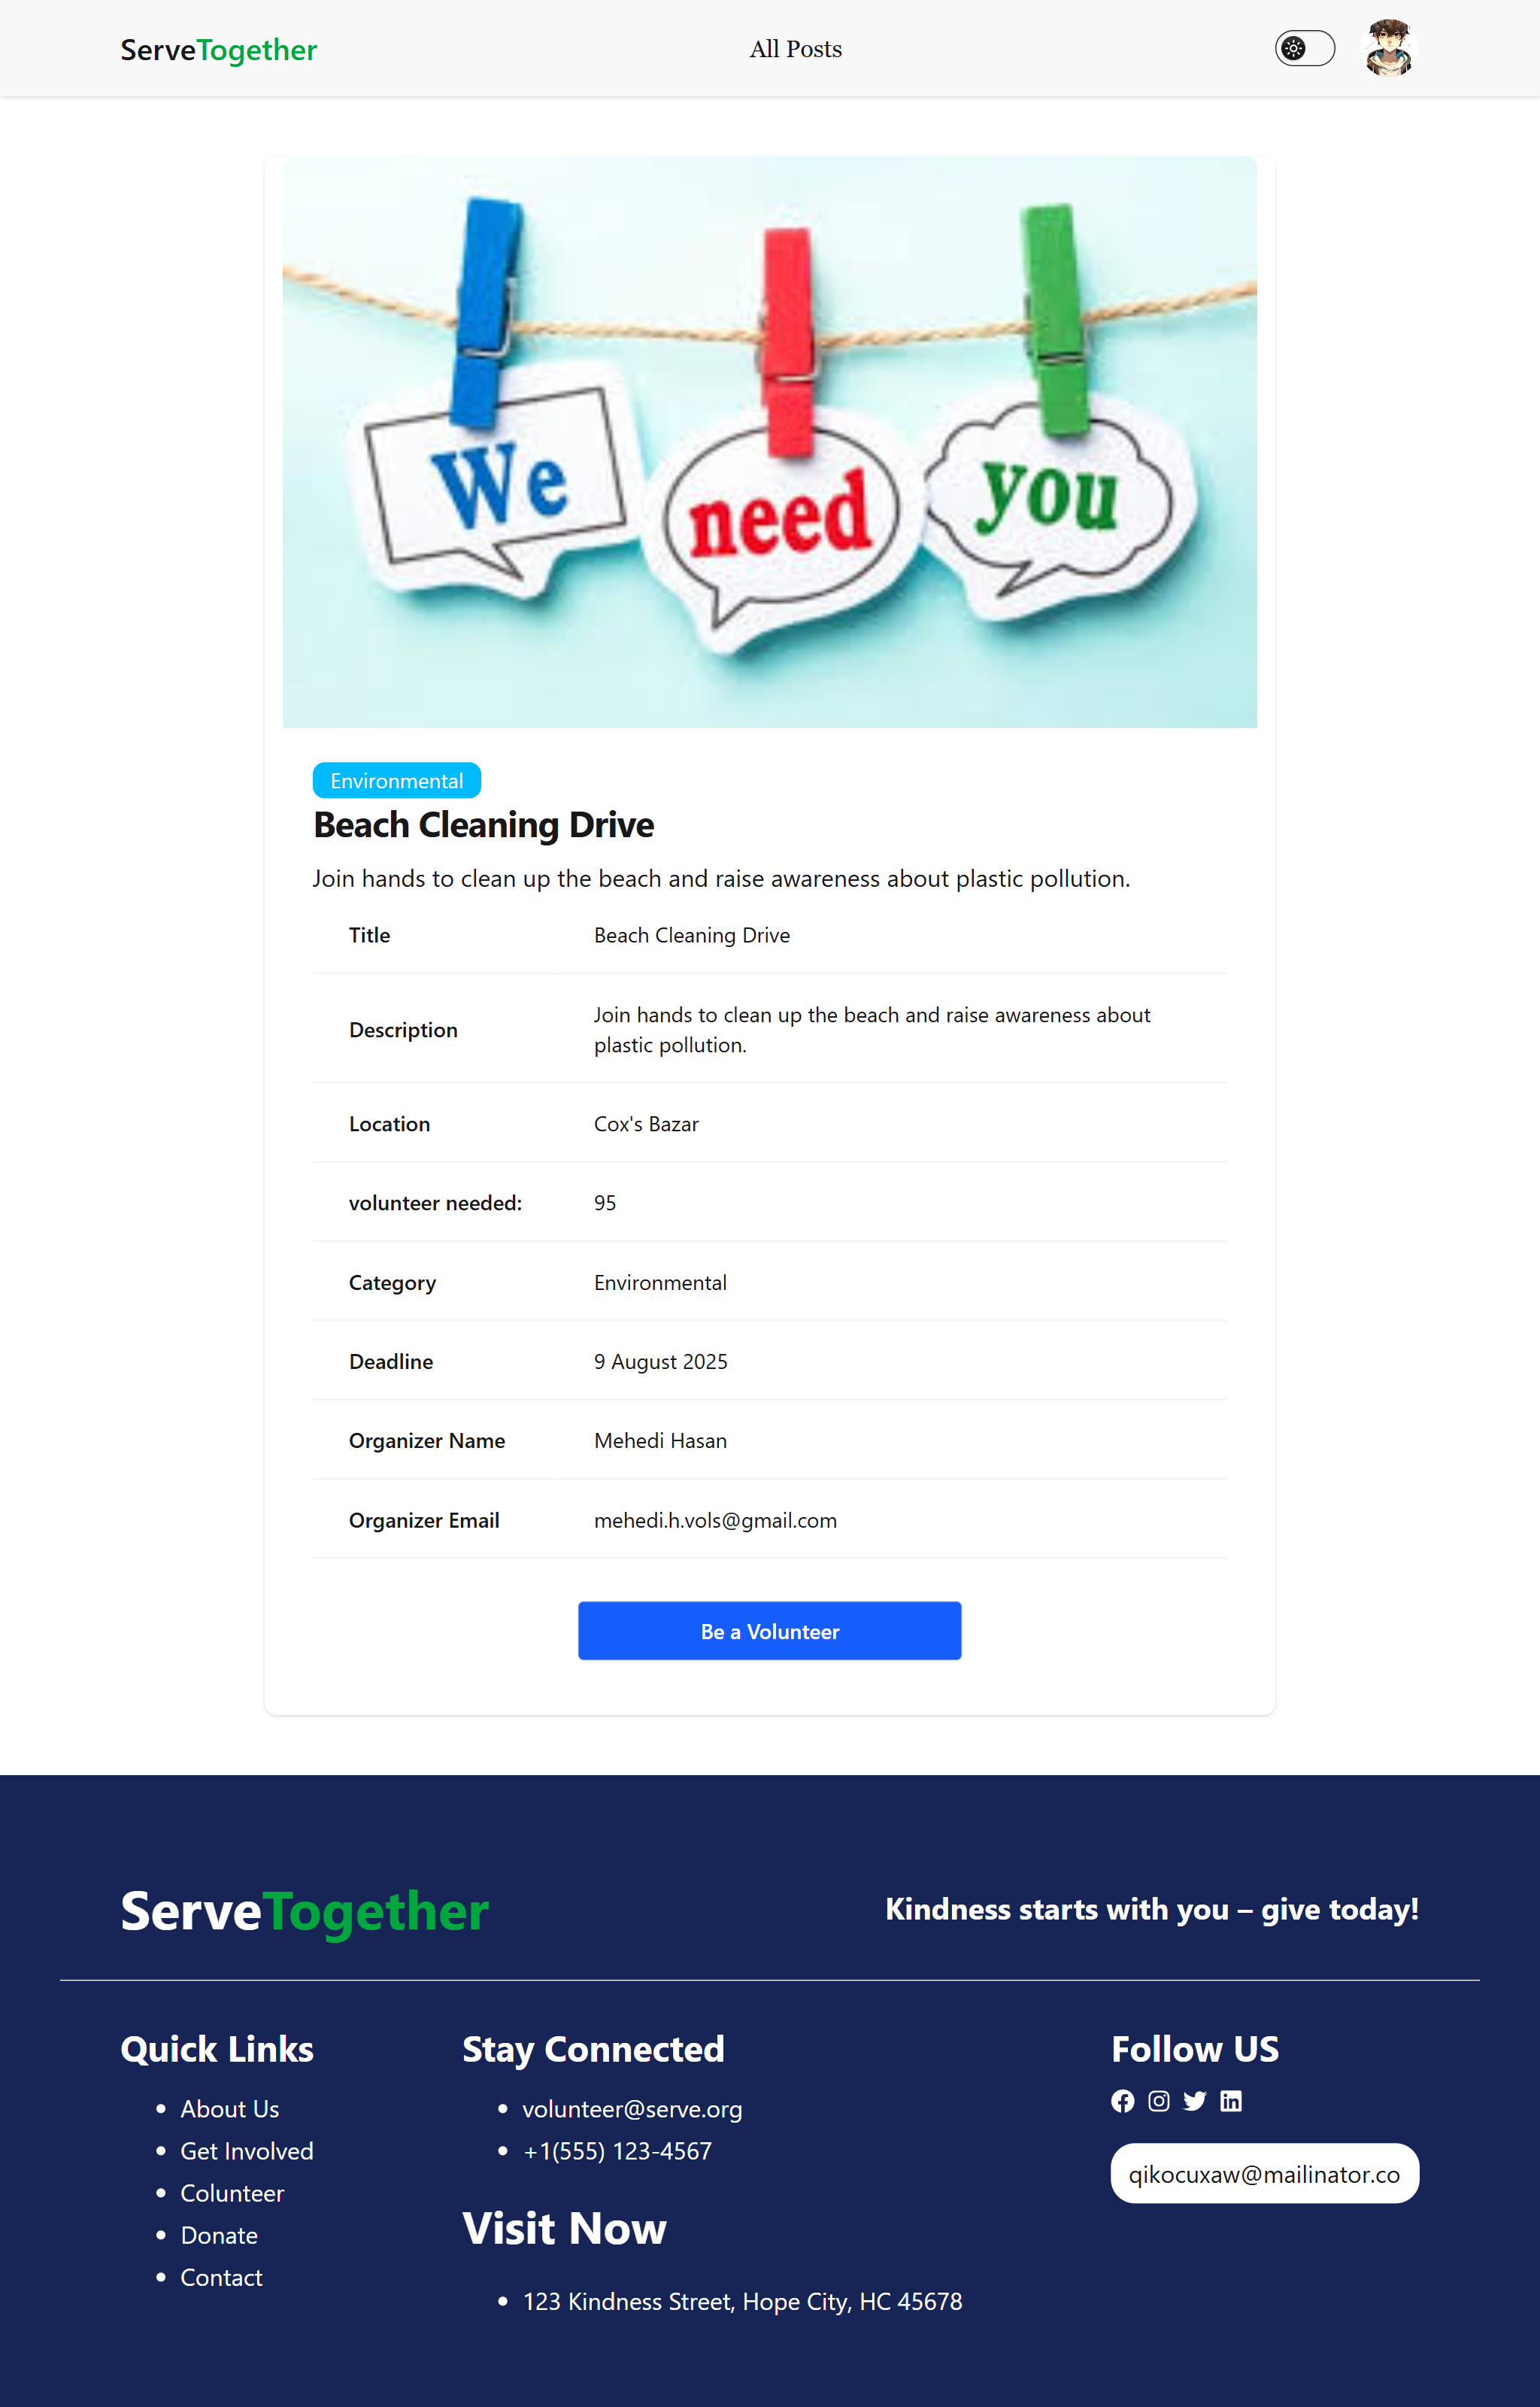 ServeTogether
All Posts
We
need
you
Environmental
Beach Cleaning Drive
Join hands to clean up the beach and raise awareness about plastic pollution.
Title Beach Cleaning Drive
Description Join hands to clean up the beach and raise awareness about
plastic pollution.
Location Cox's Bazar
volunteer needed: 95
Category Environmental
Deadline 9 August 2025
Organizer Name Mehedi Hasan
Organizer Email mehedi.h.vols@gmail.com
Be a Volunteer
ServeTogether
Kindness starts with you – give today!
Quick Links
About Us
Get Involved
Colunteer
Donate
Contact
Stay Connected
volunteer@serve.org
+1(555) 123-4567
Visit Now
123 Kindness Street, Hope City, HC 45678
Follow US
qikocuxaw@mailinator.co